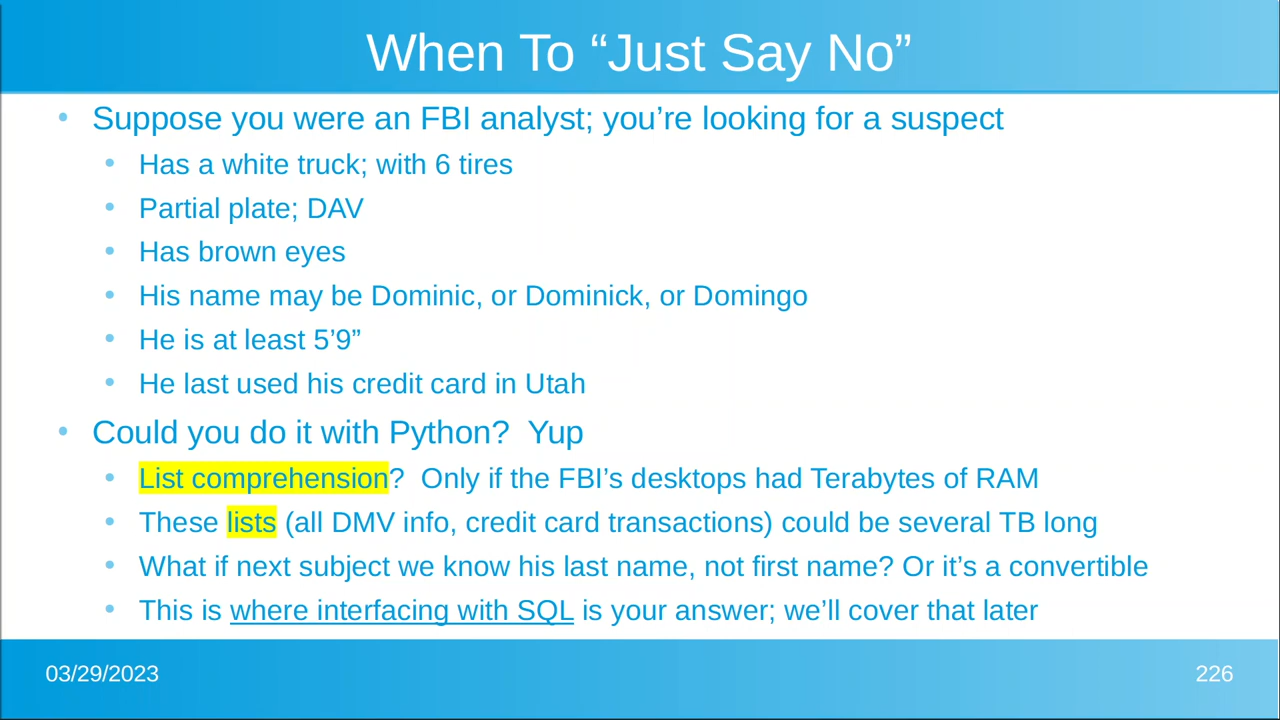 When To “Just Say No”
• Suppose you were an FBI analyst; you’re looking for a suspect
• Has a white truck; with 6 tires
• Partial plate; DAV
• Has brown eyes
• His name may be Dominic, or Dominick, or Domingo
• He is at least 5’9”
• He last used his credit card in Utah
• Could you do it with Python?  Yup
• List comprehension?  Only if the FBI’s desktops had Terabytes of RAM
• These lists (all DMV info, credit card transactions) could be several TB long
• What if next subject we know his last name, not first name? Or it’s a convertible
• This is where interfacing with SQL is your answer; we’ll cover that later
03/29/2023
226